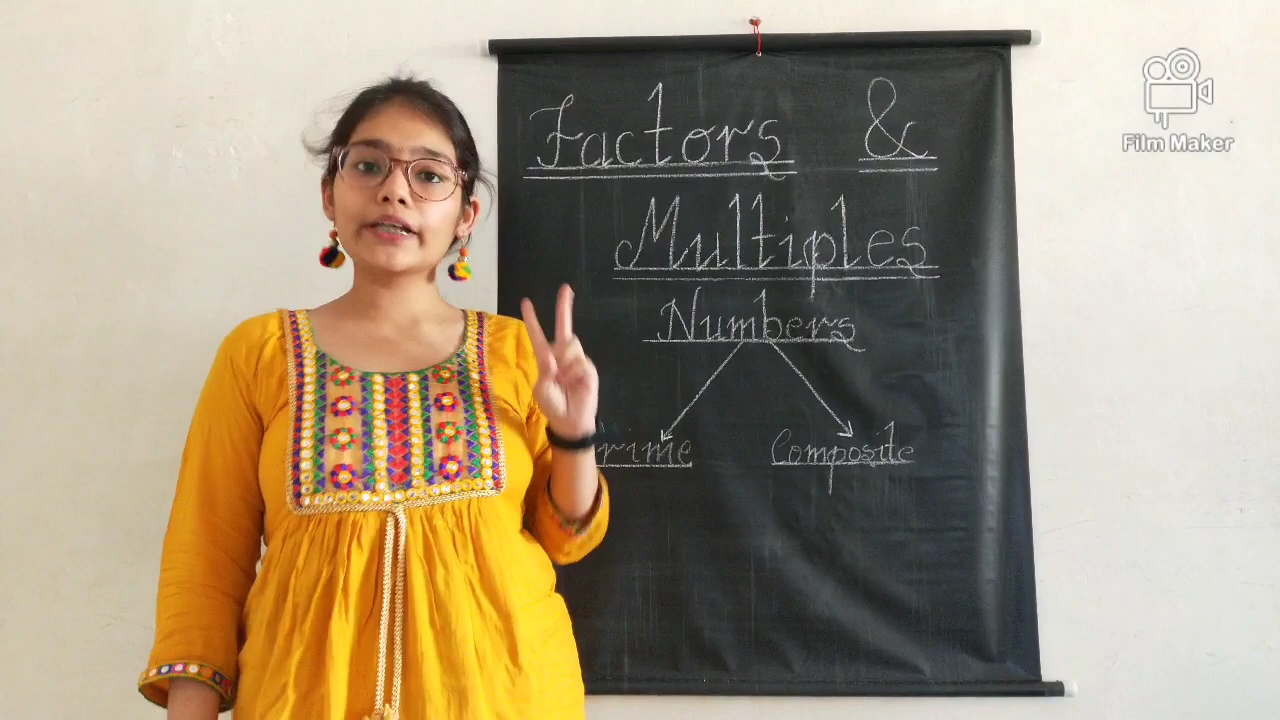 Factors &
Multiples
Numbers
rime Composite
Film Maker